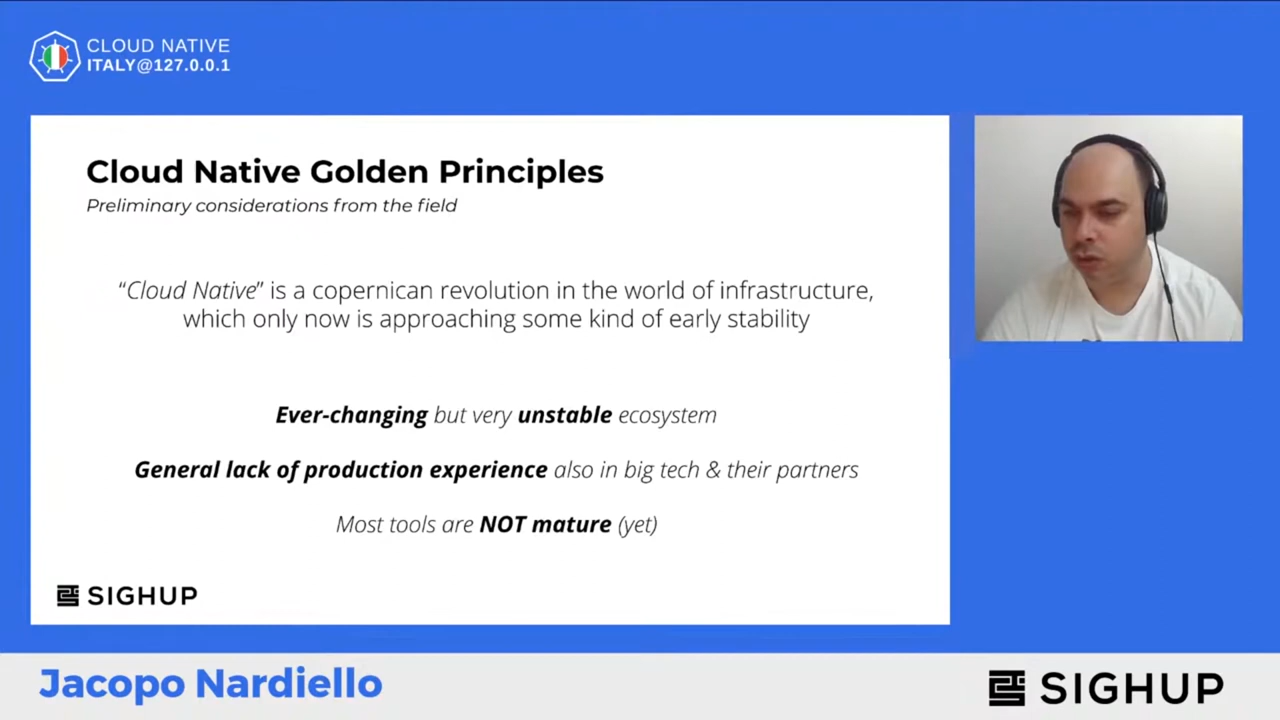 CLOUD NATIVE
ITALY@127.0.0.1
Cloud Native Golden Principles
Preliminary considerations from the field
“Cloud Native” is a copernican revolution in the world of infrastructure,
which only now is approaching some kind of early stability
Ever-changing but very unstable ecosystem
General lack of production experience also in big tech & their partners
Most tools are NOT mature (yet)
SIGHUP
Jacopo Nardiello
SIGHUP